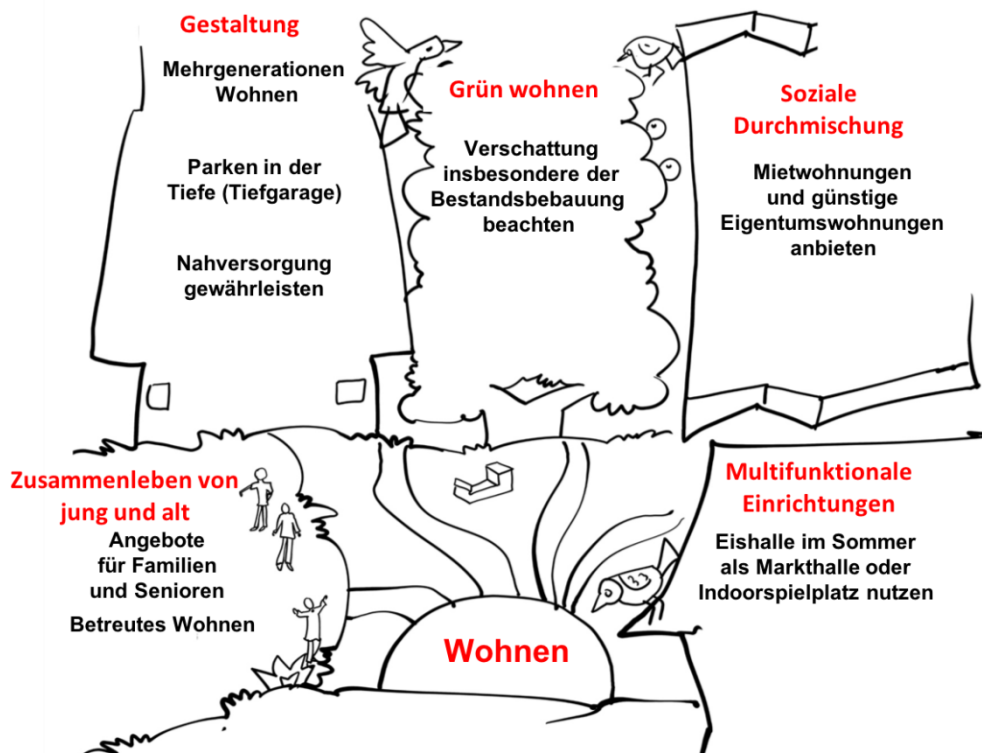 Gestaltung
Mehrgenerationen
Wohnen
Parken in der
Tiefe (Tiefgarage)
Nahversorgung
gewährleisten
Grün wohnen
Verschattung
insbesondere der
Bestandsbebauung
beachten
Soziale
Durchmischung
Mietwohnungen
und günstige
Eigentumswohnungen
anbieten
Zusammenleben von
jung und alt
Angebote
für Familien
und Senioren
Betreutes Wohnen
Multifunktionale
Einrichtungen
Eishalle im Sommer
als Markthalle oder
Indoorspielplatz nutzen
Wohnen